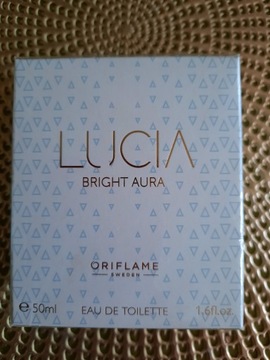 LUCIA
BRIGHT AURA
ORIFLAME
SWEDEN
e 50ml EAU DE TOILETTE 1.6fl.oz.